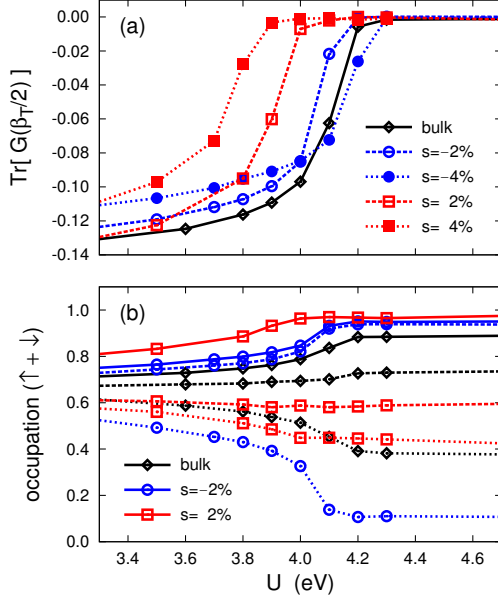 (a)
0.00
-0.02
-0.04
-0.06
-0.08
-0.10
-0.12
-0.14
Tr[ G(β_T/2) ]
bulk
s=−2%
s=−4%
s= 2%
s= 4%
(b)
1.0
0.8
0.6
0.4
0.2
0.0
occupation (↑ + ↓)
bulk
s=−2%
s= 2%
3.4 3.6 3.8 4.0 4.2 4.4 4.6
U (eV)